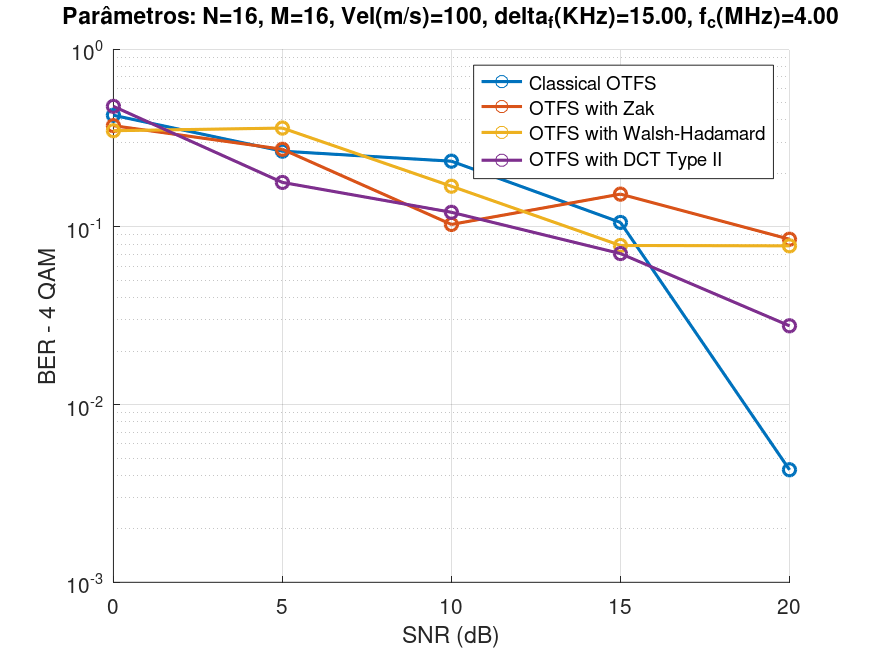 Parâmetros: N=16, M=16, Vel(m/s)=100, delta_f(KHz)=15.00, f_c(MHz)=4.00
10^0
Classical OTFS
OTFS with Zak
OTFS with Walsh-Hadamard
OTFS with DCT Type II
10^-1
BER - 4 QAM
10^-2
10^-3
0 5 10 15 20
SNR (dB)